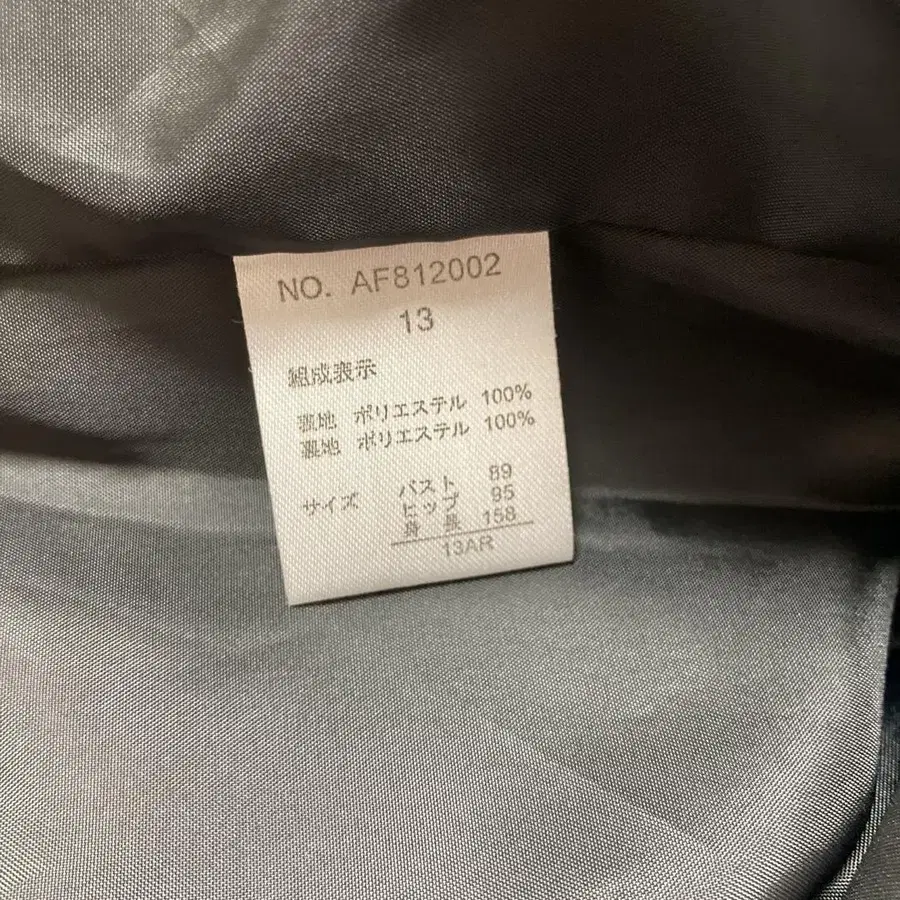 NO. AF812002
13
組成表示
表地 ポリエステル 100%
裏地 ポリエステル 100%
サイズ バスト 89
ヒップ 95
身長 158
13AR